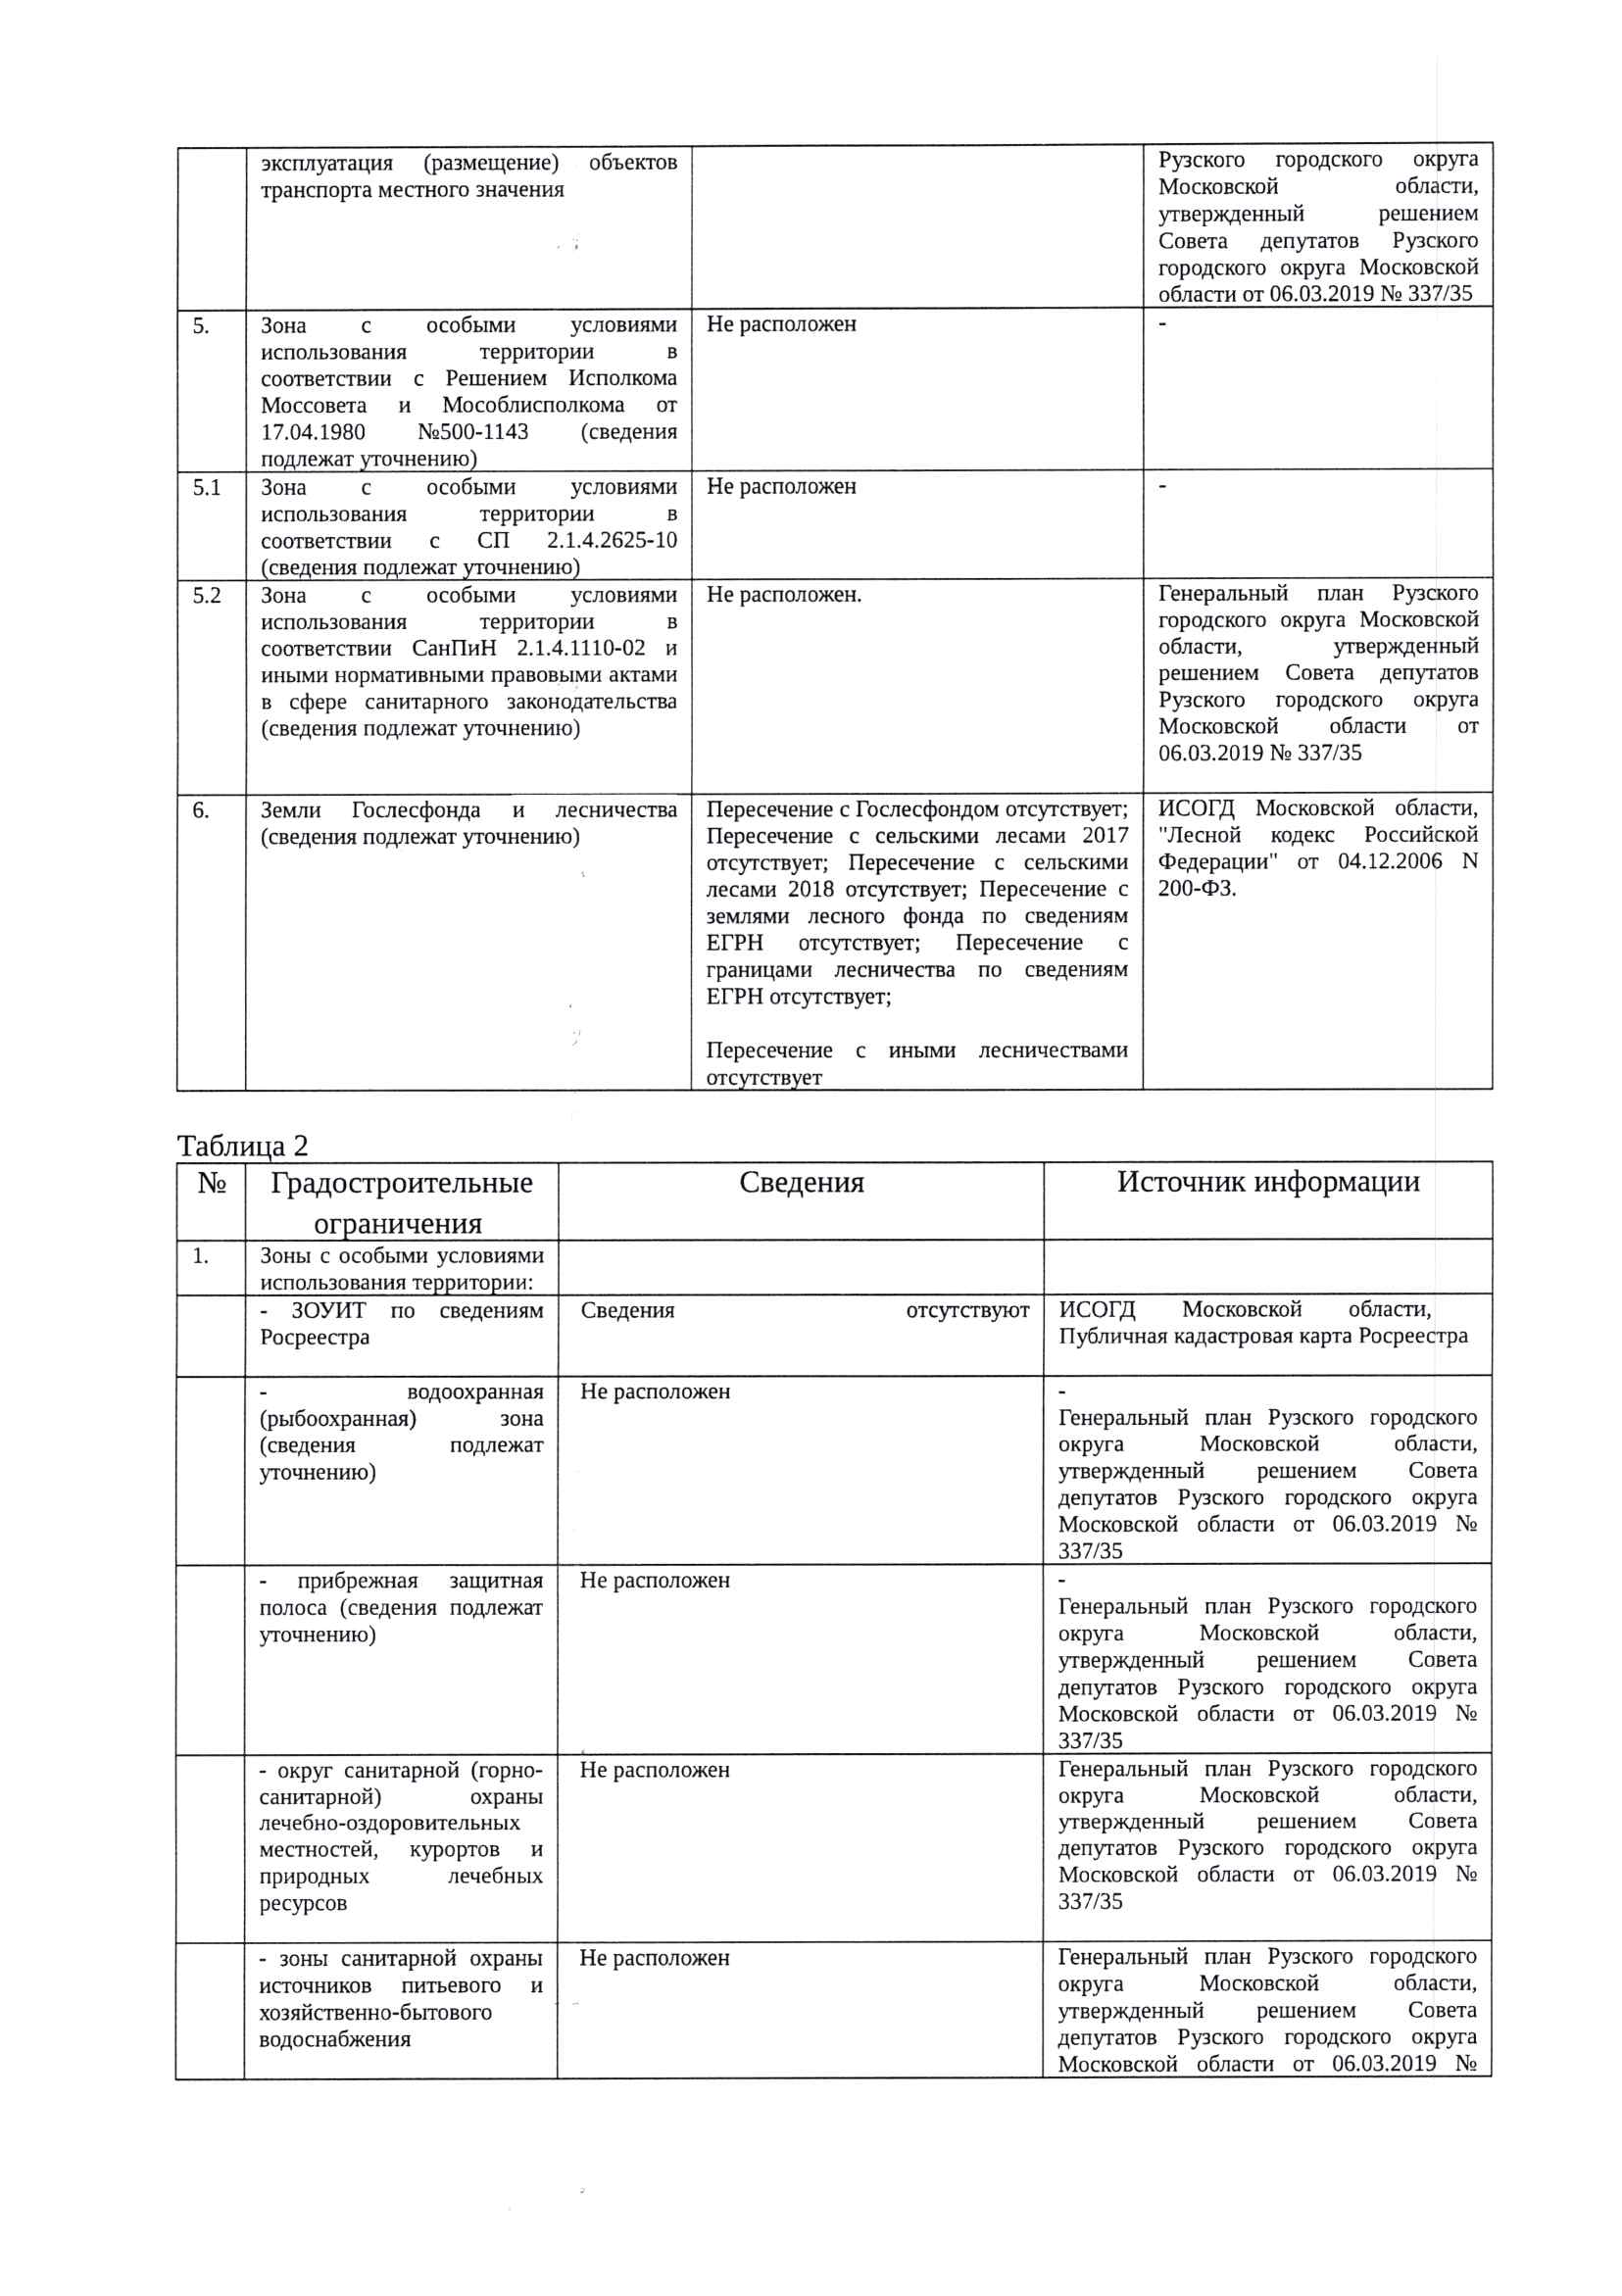 эксплуатация (размещение) объектов
транспорта местного значения
Рузского городского округа
Московской области,
утвержденный решением
Совета депутатов Рузского
городского округа Московской
области от 06.03.2019 № 337/35
5.
Зона с особыми условиями
использования территории в
соответствии с Решением Исполкома
Моссовета и Мособлисполкома от
17.04.1980 №500-1143 (сведения
подлежат уточнению)
Не расположен
-
5.1
Зона с особыми условиями
использования территории в
соответствии с СП 2.1.4.2625-10
(сведения подлежат уточнению)
Не расположен
-
5.2
Зона с особыми условиями
использования территории в
соответствии СанПиН 2.1.4.1110-02 и
иными нормативными правовыми актами
в сфере санитарного законодательства
(сведения подлежат уточнению)
Не расположен.
Генеральный план Рузского
городского округа Московской
области, утвержденный
решением Совета депутатов
Рузского городского округа
Московской области от
06.03.2019 № 337/35
6.
Земли Гослесфонда и лесничества
(сведения подлежат уточнению)
Пересечение с Гослесфондом отсутствует;
Пересечение с сельскими лесами 2017
отсутствует; Пересечение с сельскими
лесами 2018 отсутствует; Пересечение с
землями лесного фонда по сведениям
ЕГРН отсутствует; Пересечение с
границами лесничества по сведениям
ЕГРН отсутствует;
Пересечение с иными лесничествами
отсутствует
ИСОГД Московской области,
"Лесной кодекс Российской
Федерации" от 04.12.2006 N
200-ФЗ.
Таблица 2
№
Градостроительные
ограничения
Сведения
Источник информации
1.
Зоны с особыми условиями
использования территории:
- ЗОУИТ по сведениям
Росреестра
Сведения отсутствуют
ИСОГД Московской области,
Публичная кадастровая карта Росреестра
- водоохранная
(рыбоохранная) зона
(сведения подлежат
уточнению)
Не расположен
-
Генеральный план Рузского городского
округа Московской области,
утвержденный решением Совета
депутатов Рузского городского округа
Московской области от 06.03.2019 №
337/35
- прибрежная защитная
полоса (сведения подлежат
уточнению)
Не расположен
-
Генеральный план Рузского городского
округа Московской области,
утвержденный решением Совета
депутатов Рузского городского округа
Московской области от 06.03.2019 №
337/35
- округ санитарной (горно-
санитарной) охраны
лечебно-оздоровительных
местностей, курортов и
природных лечебных
ресурсов
Не расположен
Генеральный план Рузского городского
округа Московской области,
утвержденный решением Совета
депутатов Рузского городского округа
Московской области от 06.03.2019 №
337/35
- зоны санитарной охраны
источников питьевого и
хозяйственно-бытового
водоснабжения
Не расположен
Генеральный план Рузского городского
округа Московской области,
утвержденный решением Совета
депутатов Рузского городского округа
Московской области от 06.03.2019 №